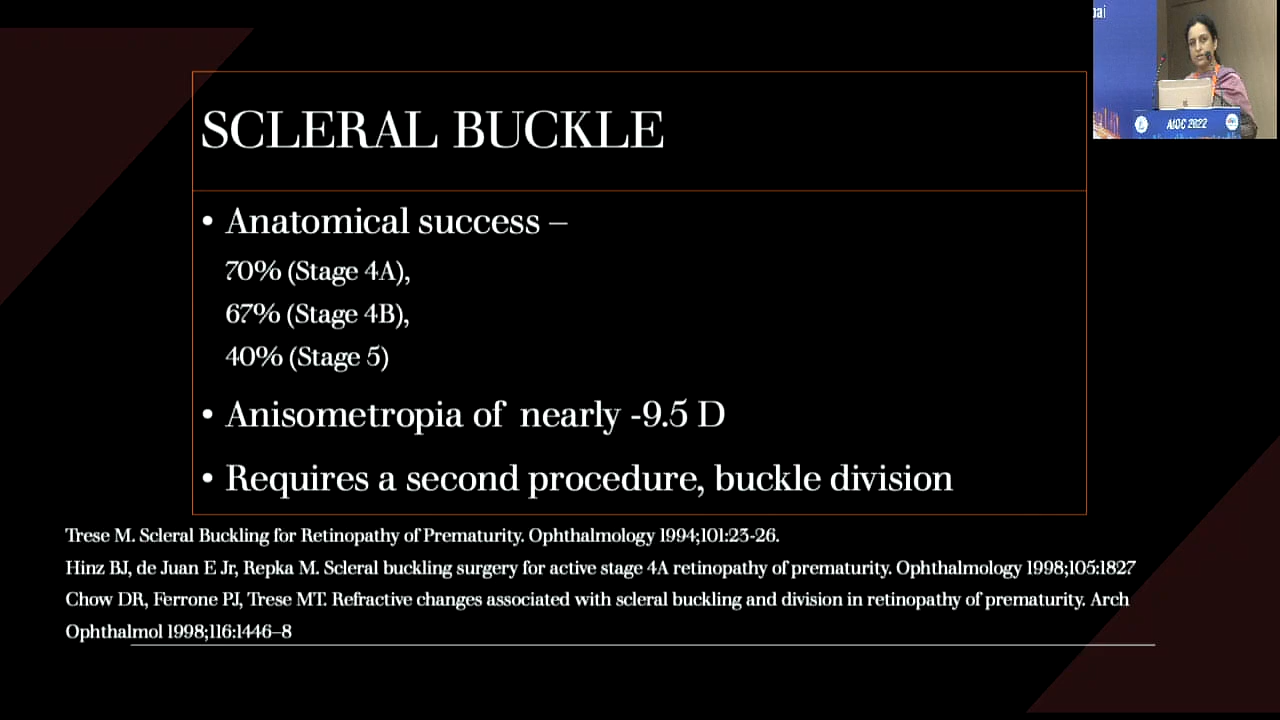 SCLERAL BUCKLE
• Anatomical success –
70% (Stage 4A),
67% (Stage 4B),
40% (Stage 5)
• Anisometropia of nearly -9.5 D
• Requires a second procedure, buckle division
Trese M. Scleral Buckling for Retinopathy of Prematurity. Ophthalmology 1994;101:23-26.
Hinz BJ, de Juan E Jr, Repka M. Scleral buckling surgery for active stage 4A retinopathy of prematurity. Ophthalmology 1998;105:1827
Chow DR, Ferrone PJ, Trese MT. Refractive changes associated with scleral buckling and division in retinopathy of prematurity. Arch
Ophthalmol 1998;116:1446–8
bai
AIOC 2022